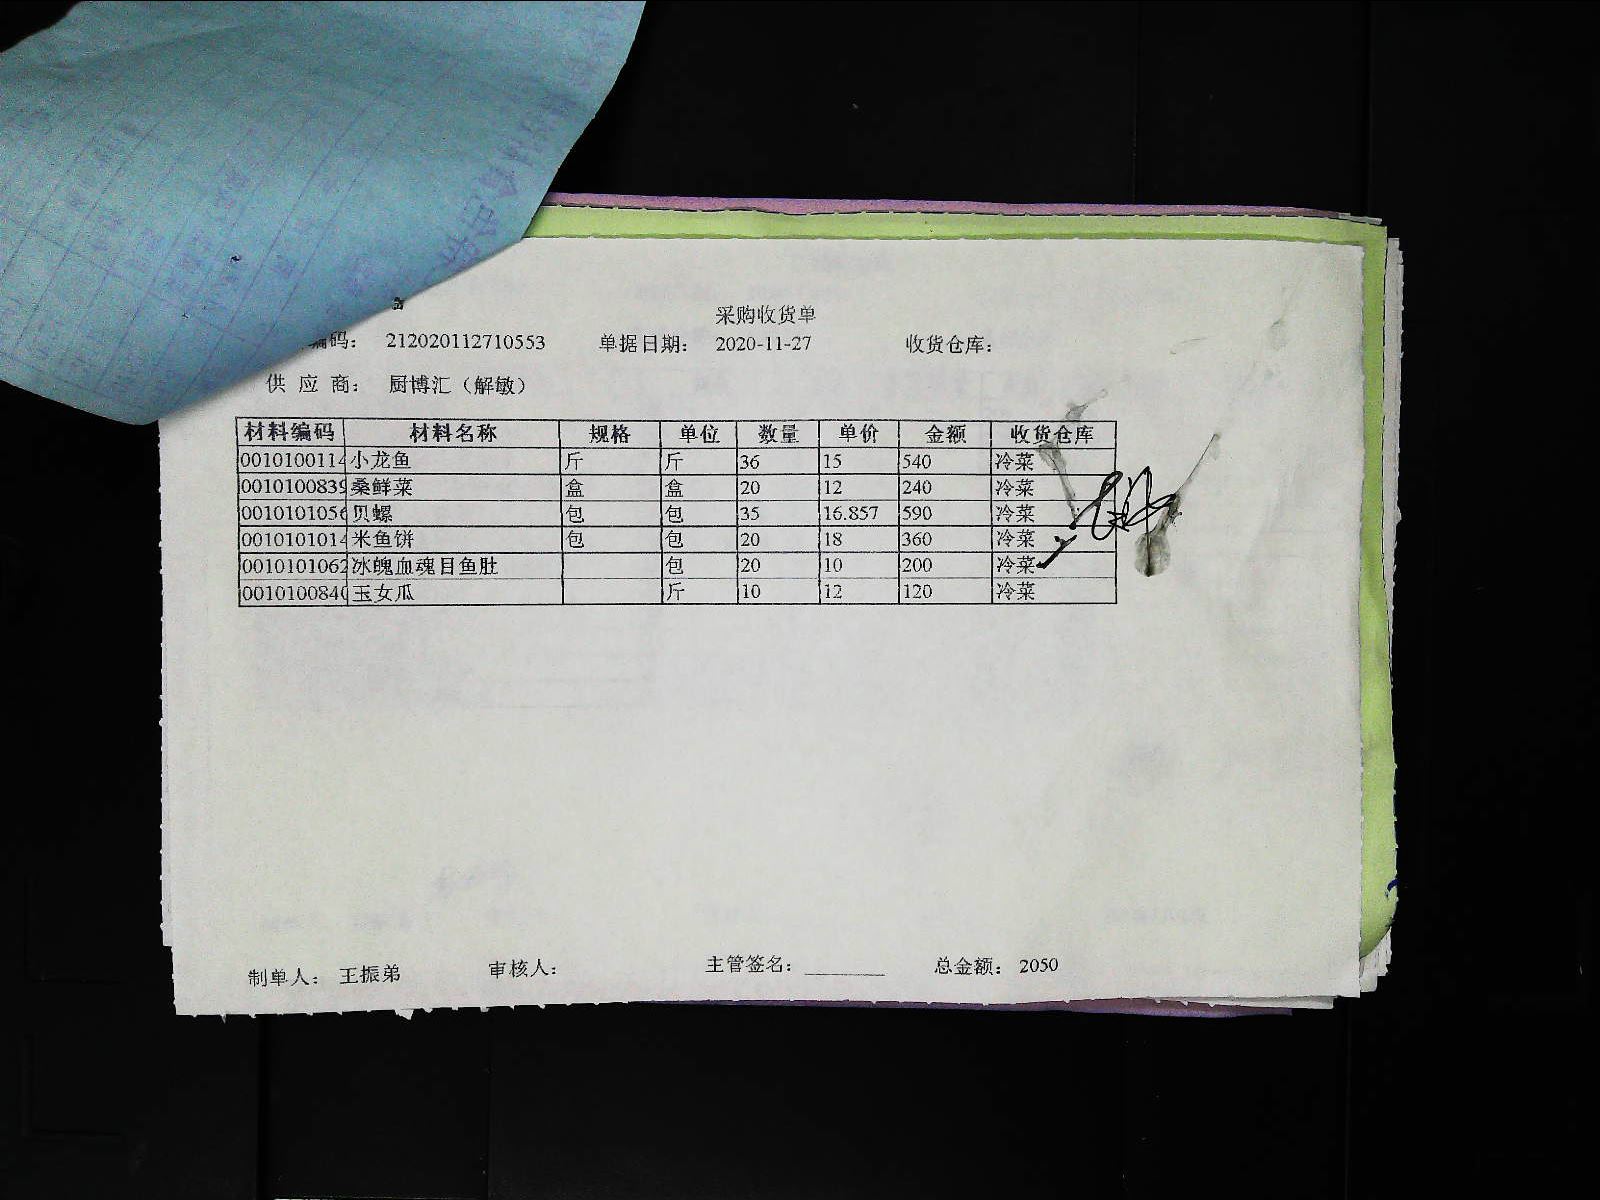 采购收货单
编码： 212020112710553 单据日期： 2020-11-27 收货仓库：
供 应 商： 厨博汇（解敏）
材料编码 材料名称 规格 单位 数量 单价 金额 收货仓库
0010100114 小龙鱼 斤 斤 36 15 540 冷菜
0010100839 桑鲜菜 盒 盒 20 12 240 冷菜
0010101056 贝螺 包 包 35 16.857 590 冷菜
0010101014 米鱼饼 包 包 20 18 360 冷菜
0010101062 冰魄血魂目鱼肚 包 20 10 200 冷菜
0010100840 玉女瓜 斤 10 12 120 冷菜
制单人： 王振弟 审核人： 主管签名：________ 总金额： 2050